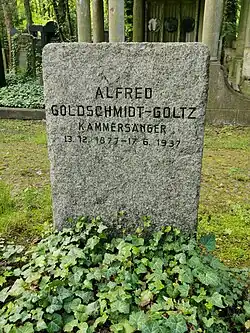 ALFRED
GOLDSCHMIDT-GOLTZ
KAMMERSÄNGER
13.12.1877-17.6.1937